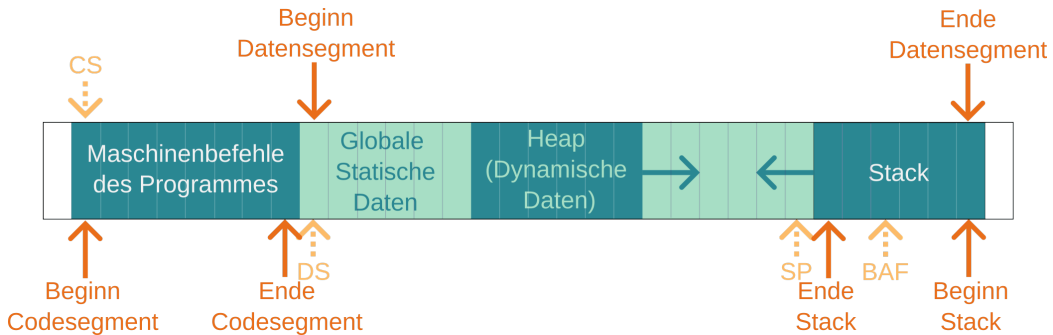 Beginn
Datensegment
Ende
Datensegment
CS
Maschinenbefehle
des Programmes
Globale
Statische
Daten
Heap
(Dynamische
Daten)
Stack
DS
SP
BAF
Beginn
Codesegment
Ende
Codesegment
Ende
Stack
Beginn
Stack